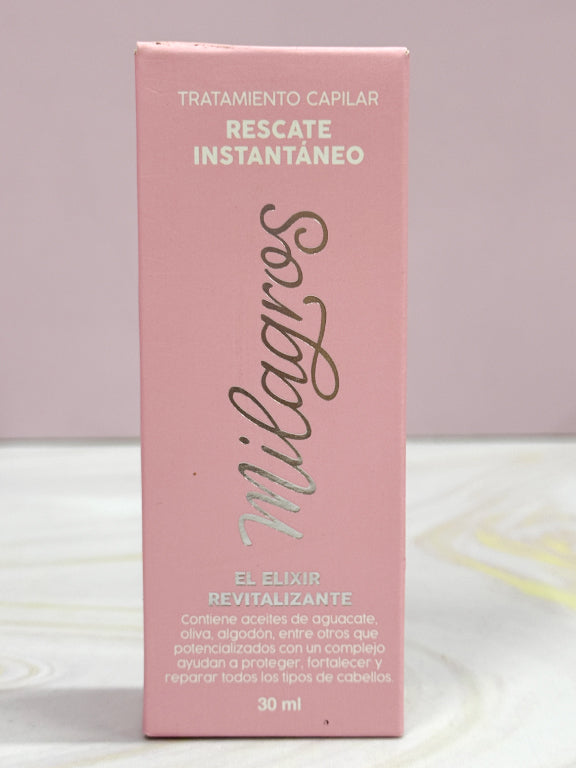 TRATAMIENTO CAPILAR
RESCATE
INSTANTÁNEO
Milagros
EL ELIXIR
REVITALIZANTE
Contiene aceites de aguacate,
oliva, algodón, entre otros que
potencializados con un complejo
ayudan a proteger, fortalecer y
reparar todos los tipos de cabellos.
30 ml